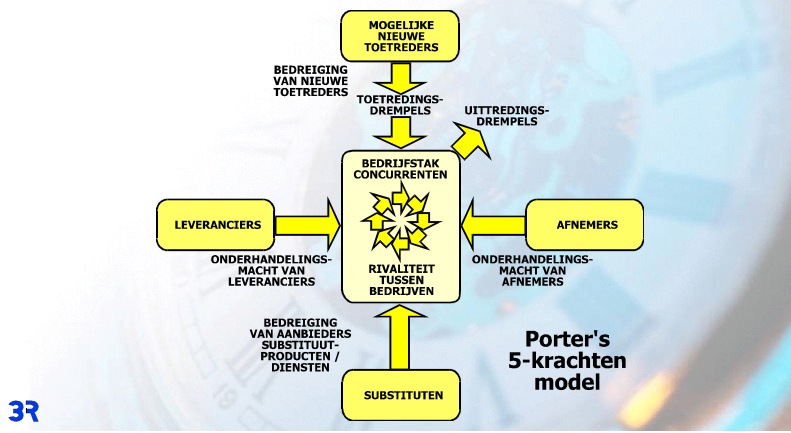 MOGELIJKE
NIEUWE
TOETREDERS
BEDREIGING
VAN NIEUWE
TOETREDERS
TOETREDINGS-
DREMPELS
UITTREDINGS-
DREMPELS
BEDRIJFSTAK
CONCURRENTEN
LEVERANCIERS
AFNEMERS
ONDERHANDELINGS-
MACHT VAN
LEVERANCIERS
RIVALITEIT
TUSSEN
BEDRIJVEN
ONDERHANDELINGS-
MACHT VAN
AFNEMERS
BEDREIGING
VAN AANBIEDERS
SUBSTITUUT-
PRODUCTEN /
DIENSTEN
Porter's
5-krachten
model
SUBSTITUTEN
19
3R